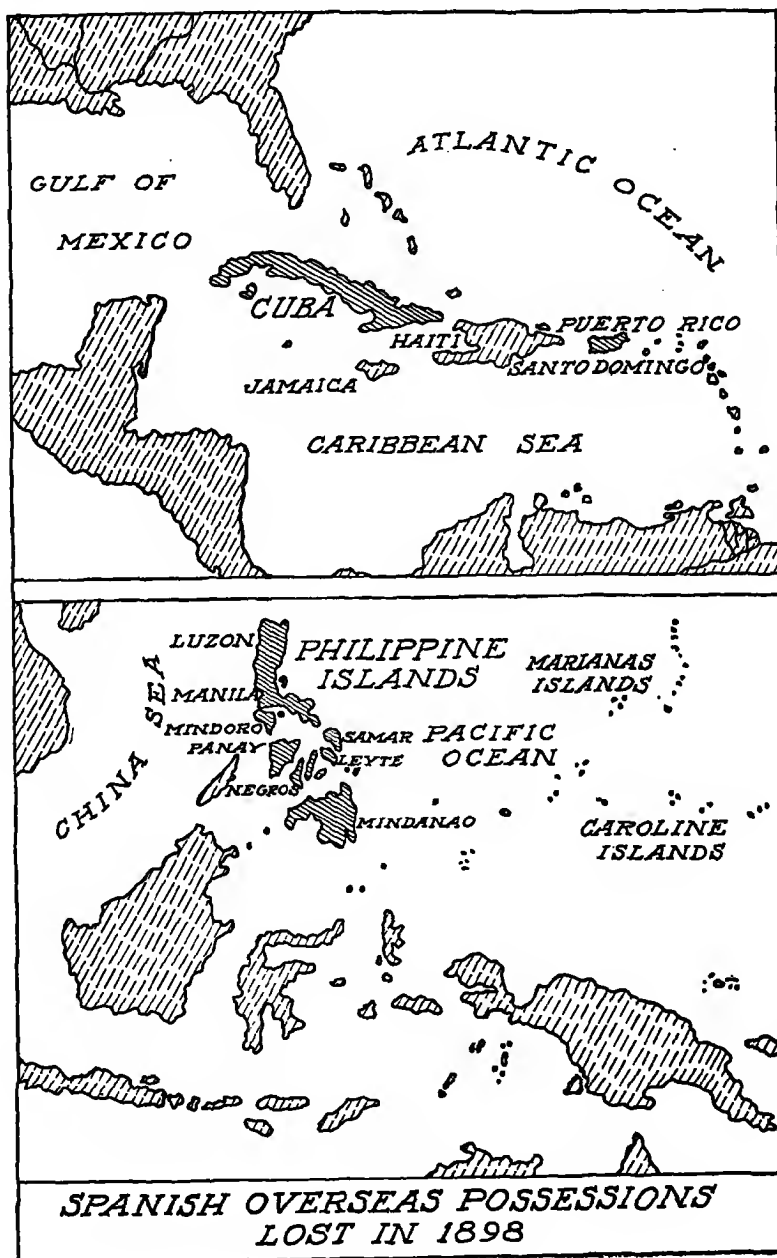 ATLANTIC OCEAN
GULF OF
MEXICO
CUBA
HAITI
PUERTO RICO
SANTO DOMINGO
JAMAICA
CARIBBEAN SEA
LUZON
PHILIPPINE
ISLANDS
MARIANAS
ISLANDS
MANILA
MINDORO
PANAY
SAMAR
LEYTE
PACIFIC
OCEAN
CHINA SEA
NEGROS
MINDANAO
CAROLINE
ISLANDS
SPANISH OVERSEAS POSSESSIONS
LOST IN 1898